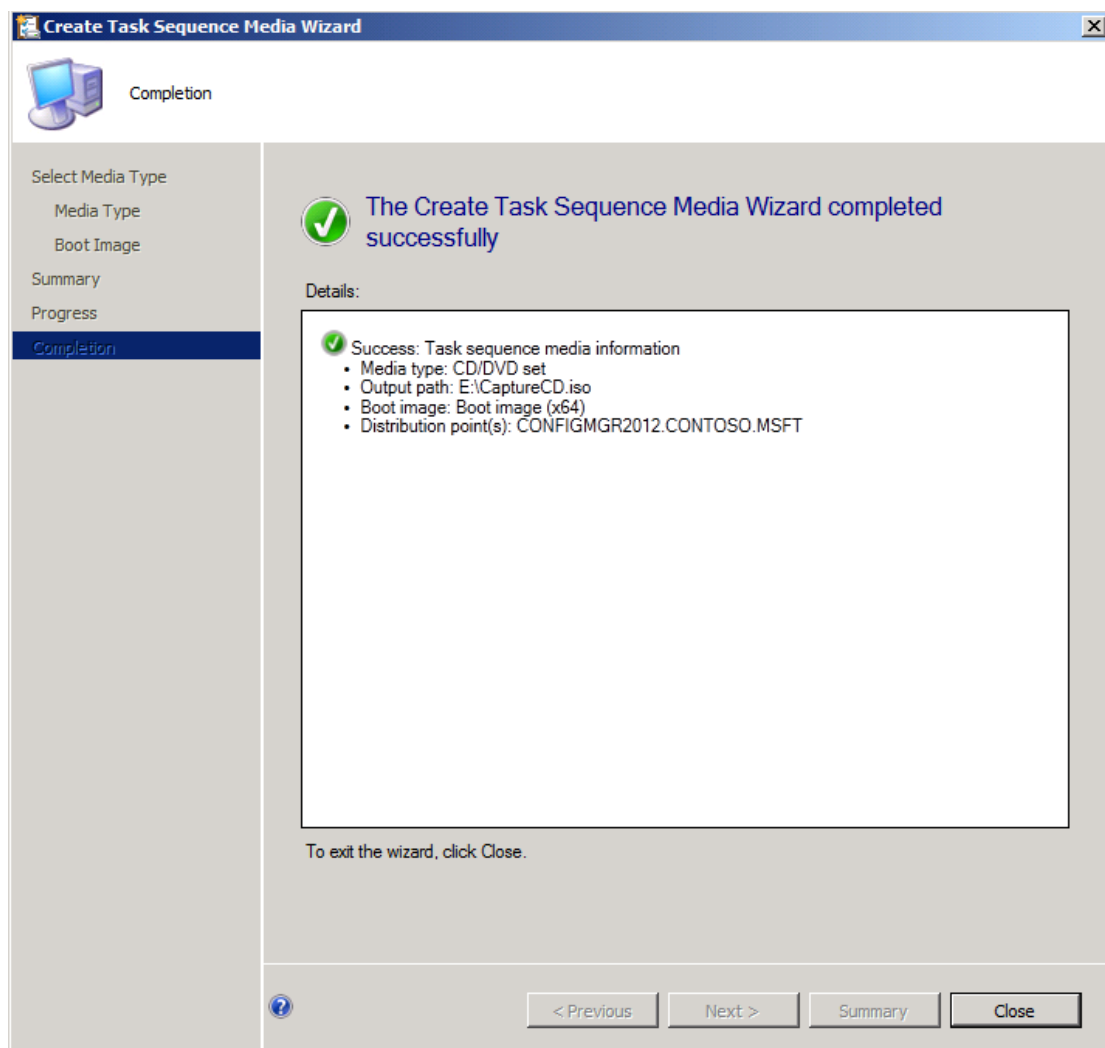 Create Task Sequence Media Wizard
Completion
Select Media Type
Media Type
Boot Image
Summary
Progress
Completion
The Create Task Sequence Media Wizard completed
successfully
Details:
Success: Task sequence media information
• Media type: CD/DVD set
• Output path: E:\CaptureCD.iso
• Boot image: Boot image (x64)
• Distribution point(s): CONFIGMGR2012.CONTOSO.MSFT
To exit the wizard, click Close.
< Previous
Next >
Summary
Close